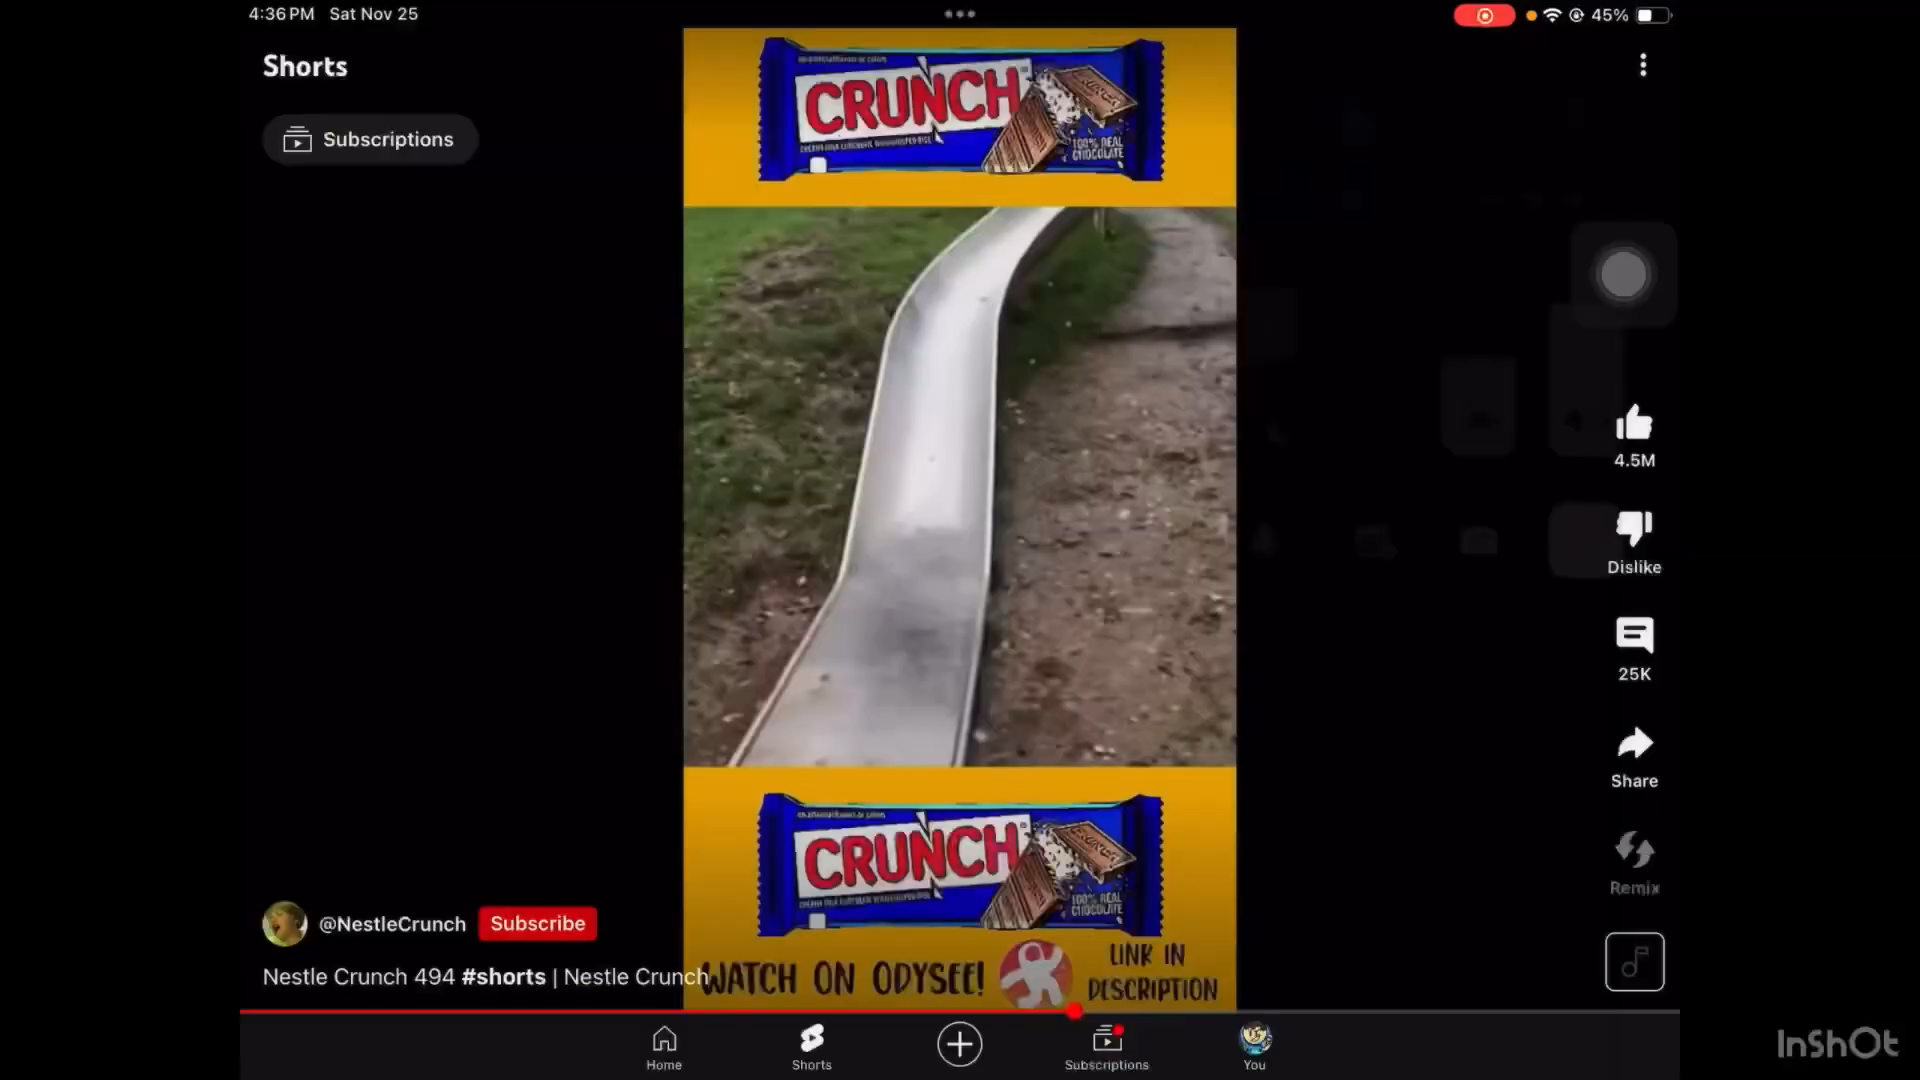 4:36 PM Sat Nov 25
45%
Shorts
Subscriptions
CRUNCH
100% REAL
CHOCOLATE
4.5M
Dislike
25K
Share
Remix
CRUNCH
100% REAL
CHOCOLATE
@NestleCrunch Subscribe
Nestle Crunch 494 #shorts | Nestle Crunch
WATCH ON ODYSEE!
LINK IN
DESCRIPTION
Home
Shorts
Subscriptions
You
InShOt